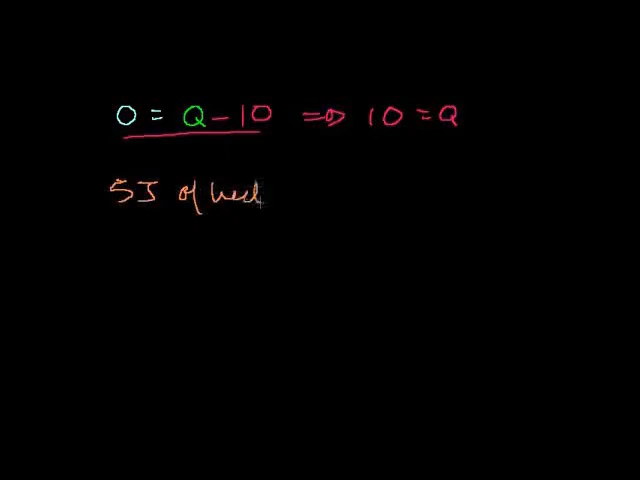 0 = Q - 10 => 10 = Q
5J of heat